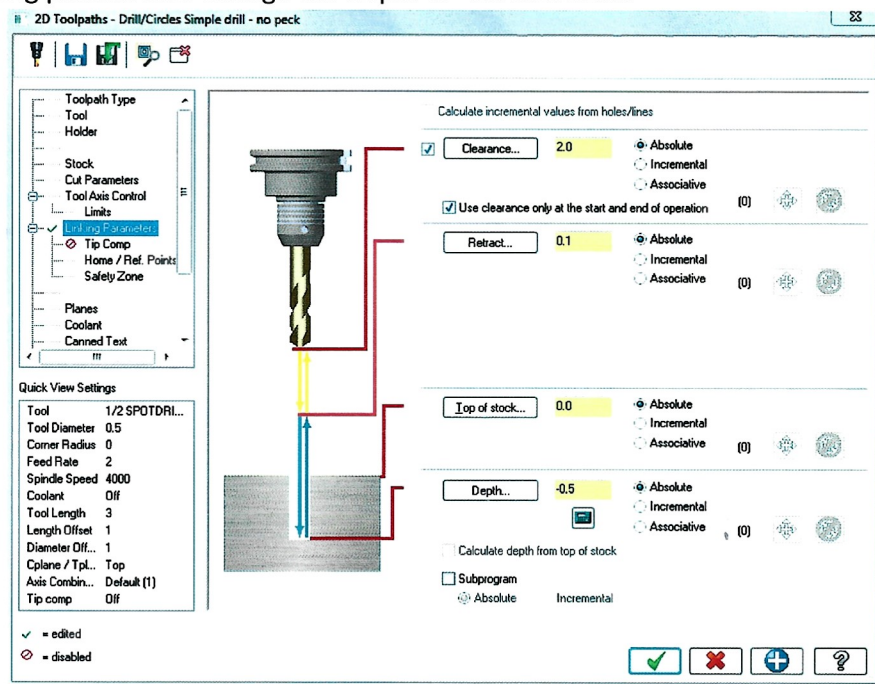 2D Toolpaths - Drill/Circles Simple drill - no peck
Toolpath Type
Tool
Holder
Stock
Cut Parameters
Tool Axis Control
Limits
Linking Parameters
Tip Comp
Home / Ref. Points
Safety Zone
Planes
Coolant
Canned Text
Quick View Settings
Tool 1/2 SPOTDRI...
Tool Diameter 0.5
Corner Radius 0
Feed Rate 2
Spindle Speed 4000
Coolant Off
Tool Length 3
Length Offset 1
Diameter Off... 1
Cplane / Tpl... Top
Axis Combin... Default (1)
Tip comp Off
✓ = edited
= disabled
Calculate incremental values from holes/lines
Clearance... 2.0 Absolute
Incremental
Associative
Use clearance only at the start and end of operation (0)
Retract... 0.1 Absolute
Incremental
Associative (0)
Top of stock... 0.0 Absolute
Incremental
Associative (0)
Depth... -0.5 Absolute
Incremental
Associative (0)
Calculate depth from top of stock
Subprogram
Absolute Incremental